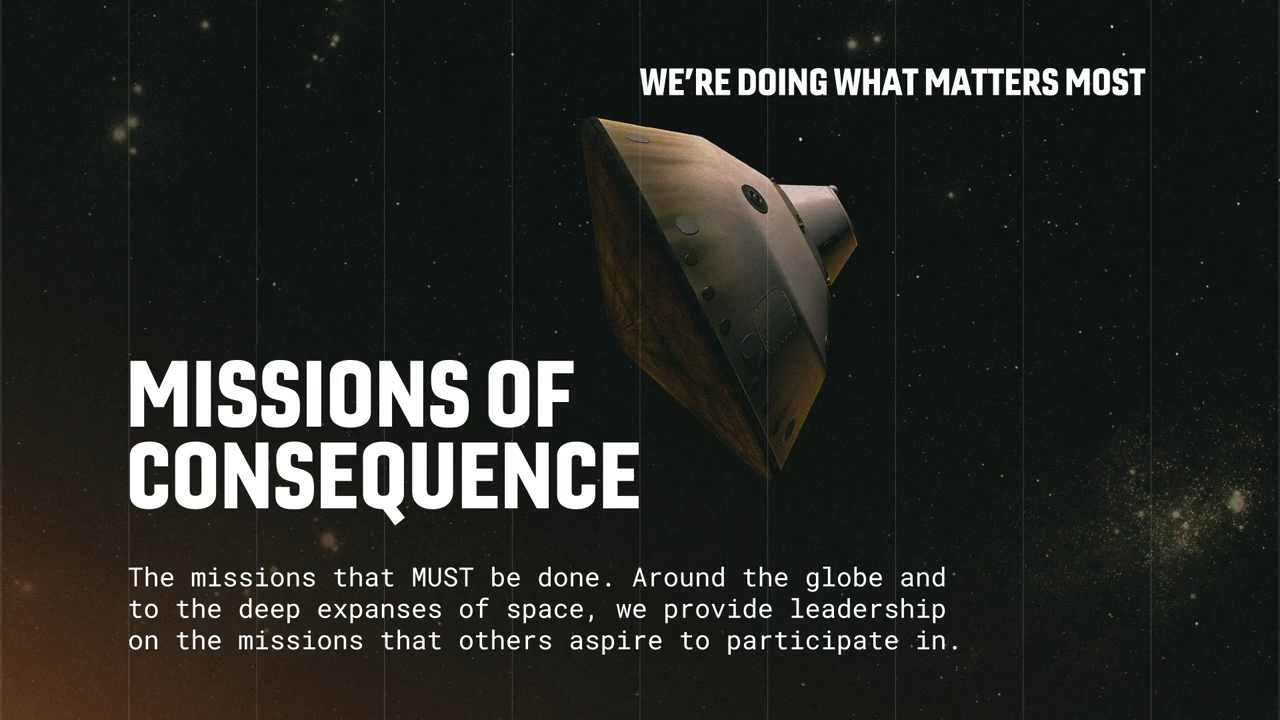 WE’RE DOING WHAT MATTERS MOST
MISSIONS OF
CONSEQUENCE
The missions that MUST be done. Around the globe and
to the deep expanses of space, we provide leadership
on the missions that others aspire to participate in.